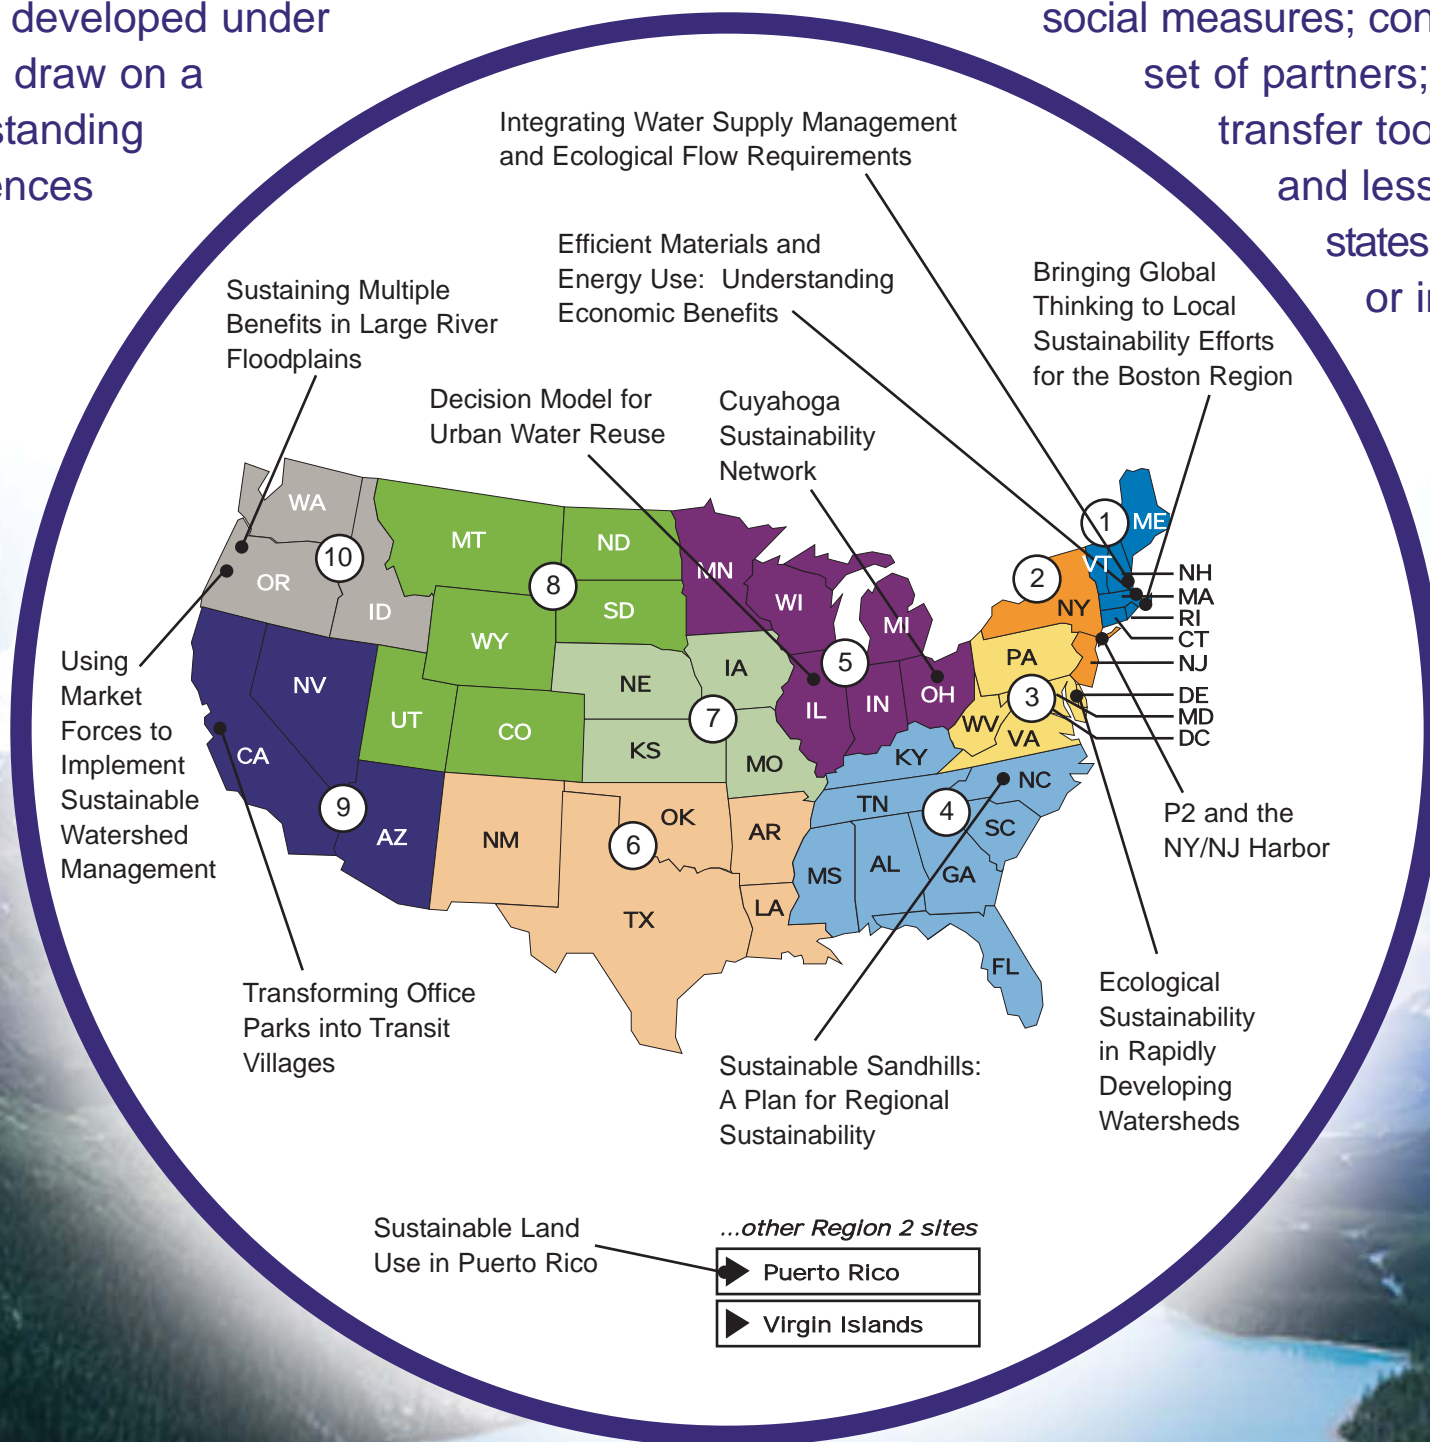 developed under
draw on a
standing
ences
social measures; con
set of partners;
transfer too
and less
states
or i
Integrating Water Supply Management
and Ecological Flow Requirements
Efficient Materials and
Energy Use: Understanding
Economic Benefits
Bringing Global
Thinking to Local
Sustainability Efforts
for the Boston Region
Sustaining Multiple
Benefits in Large River
Floodplains
Decision Model for
Urban Water Reuse
Cuyahoga
Sustainability
Network
WA
OR
ID
10
MT
ND
8
SD
WY
UT
CO
MN
WI
MI
5
IL
IN
OH
NE
IA
7
KS
MO
NV
CA
9
AZ
NM
OK
6
TX
AR
LA
KY
TN
NC
4
SC
MS
AL
GA
FL
PA
3
WV
VA
2
NY
1
ME
VT
NH
MA
RI
CT
NJ
DE
MD
DC
Using
Market
Forces to
Implement
Sustainable
Watershed
Management
P2 and the
NY/NJ Harbor
Transforming Office
Parks into Transit
Villages
Sustainable Sandhills:
A Plan for Regional
Sustainability
Ecological
Sustainability
in Rapidly
Developing
Watersheds
Sustainable Land
Use in Puerto Rico
...other Region 2 sites
Puerto Rico
Virgin Islands